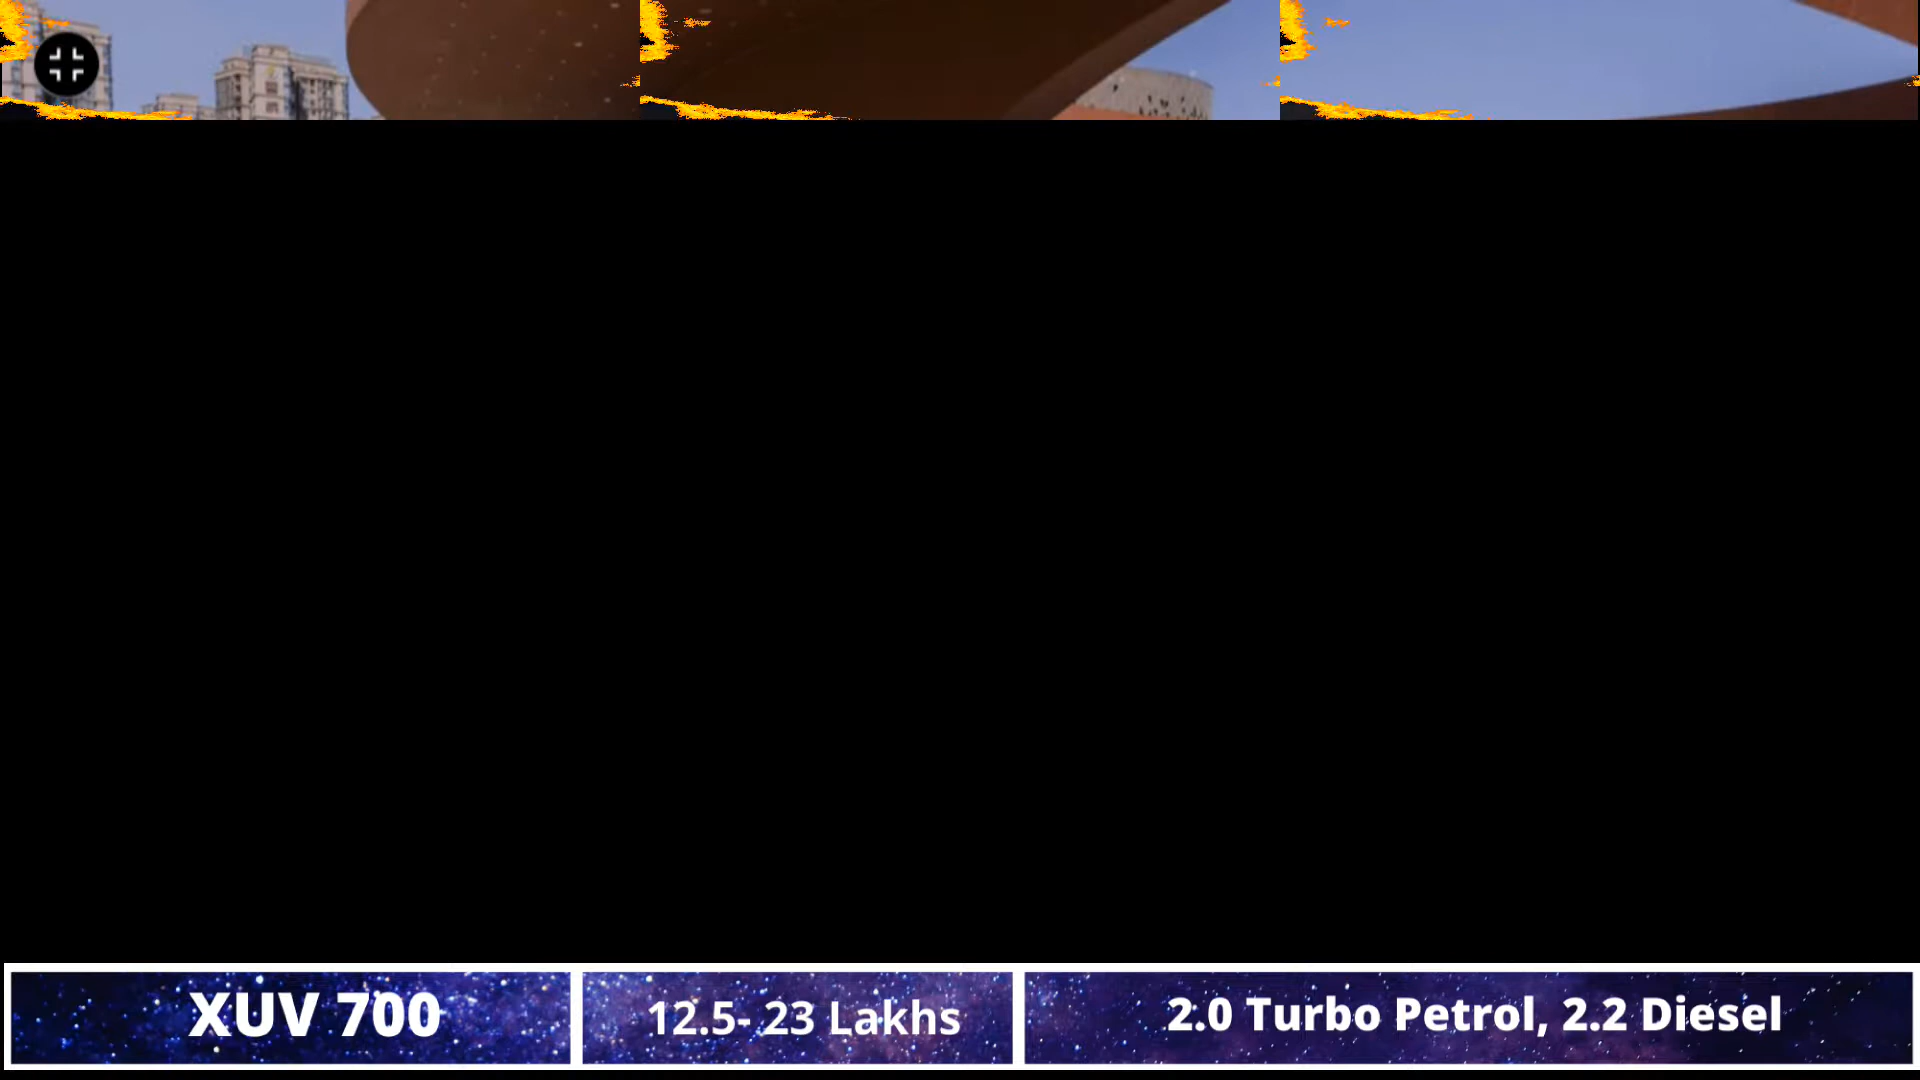 XUV 700
12.5- 23 Lakhs
2.0 Turbo Petrol, 2.2 Diesel